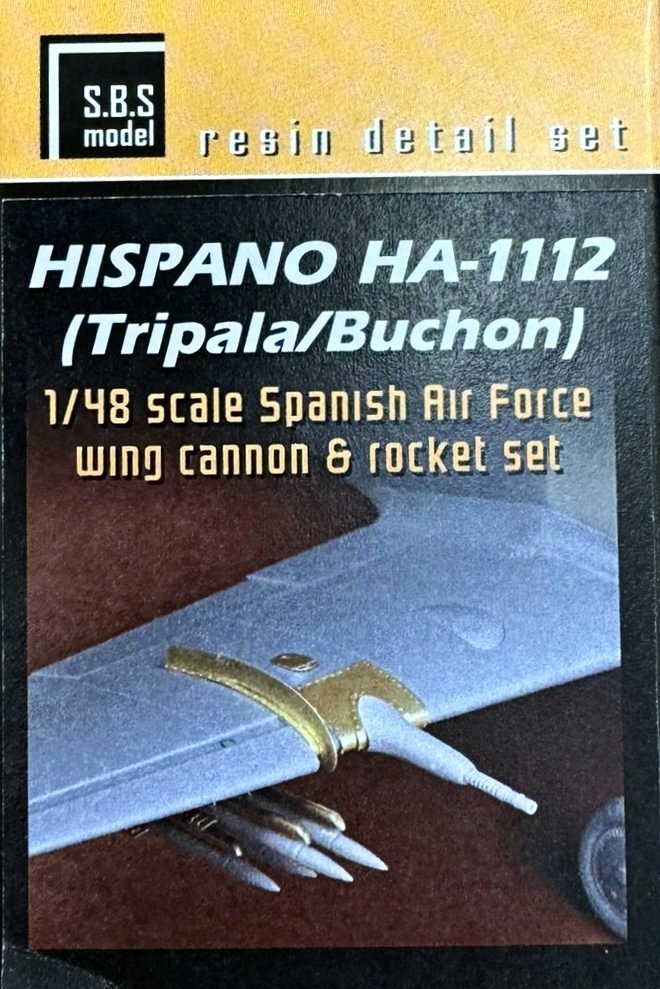 S.B.S
model
resin detail set
HISPANO HA-1112
(Tripala/Buchon)
1/48 scale Spanish Air Force
wing cannon & rocket set